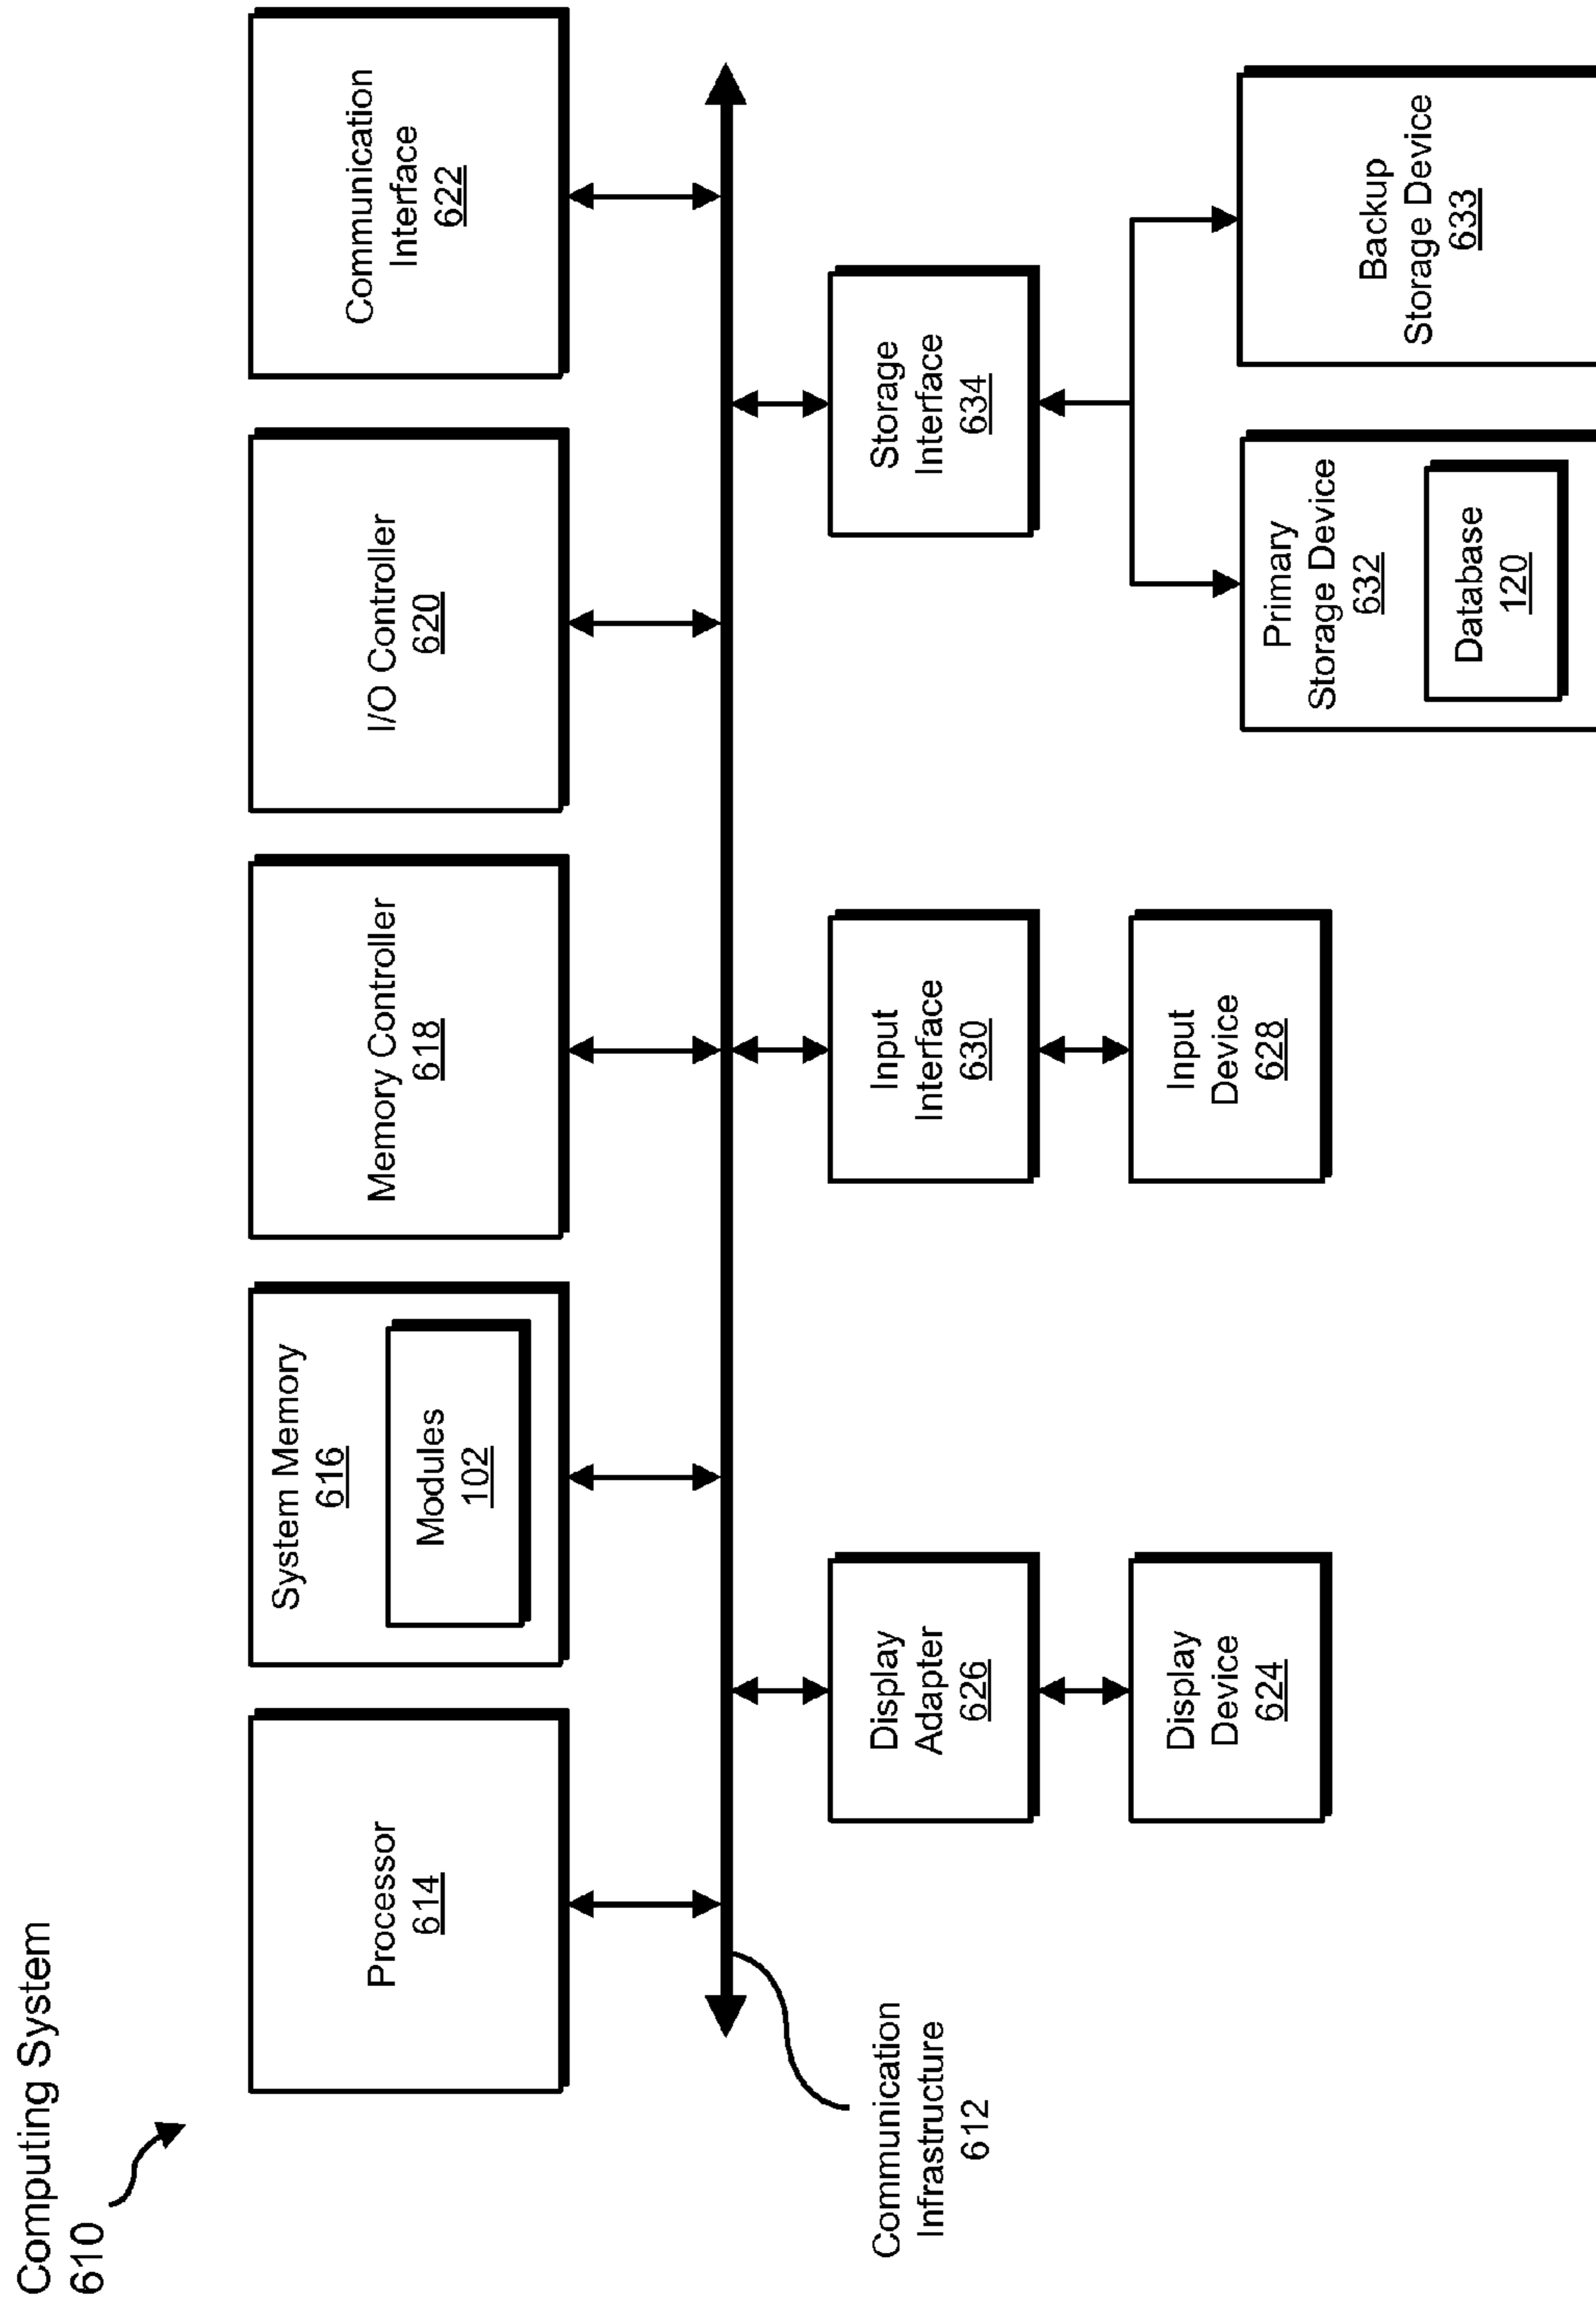 Computing System
610
Processor
614
System Memory
616
Modules
102
Memory Controller
618
I/O Controller
620
Communication
Interface
622
Communication
Infrastructure
612
Display
Adapter
626
Input
Interface
630
Storage
Interface
634
Display
Device
624
Input
Device
628
Primary
Storage Device
632
Database
120
Backup
Storage Device
633